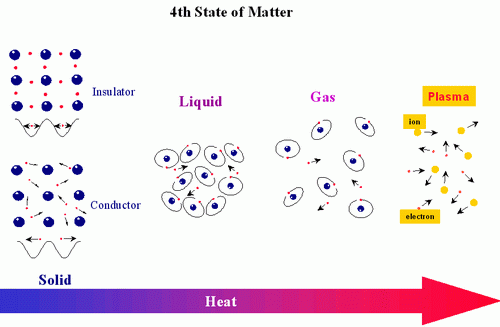 4th State of Matter
Insulator
Liquid
Gas
Plasma
ion
Conductor
electron
Solid
Heat